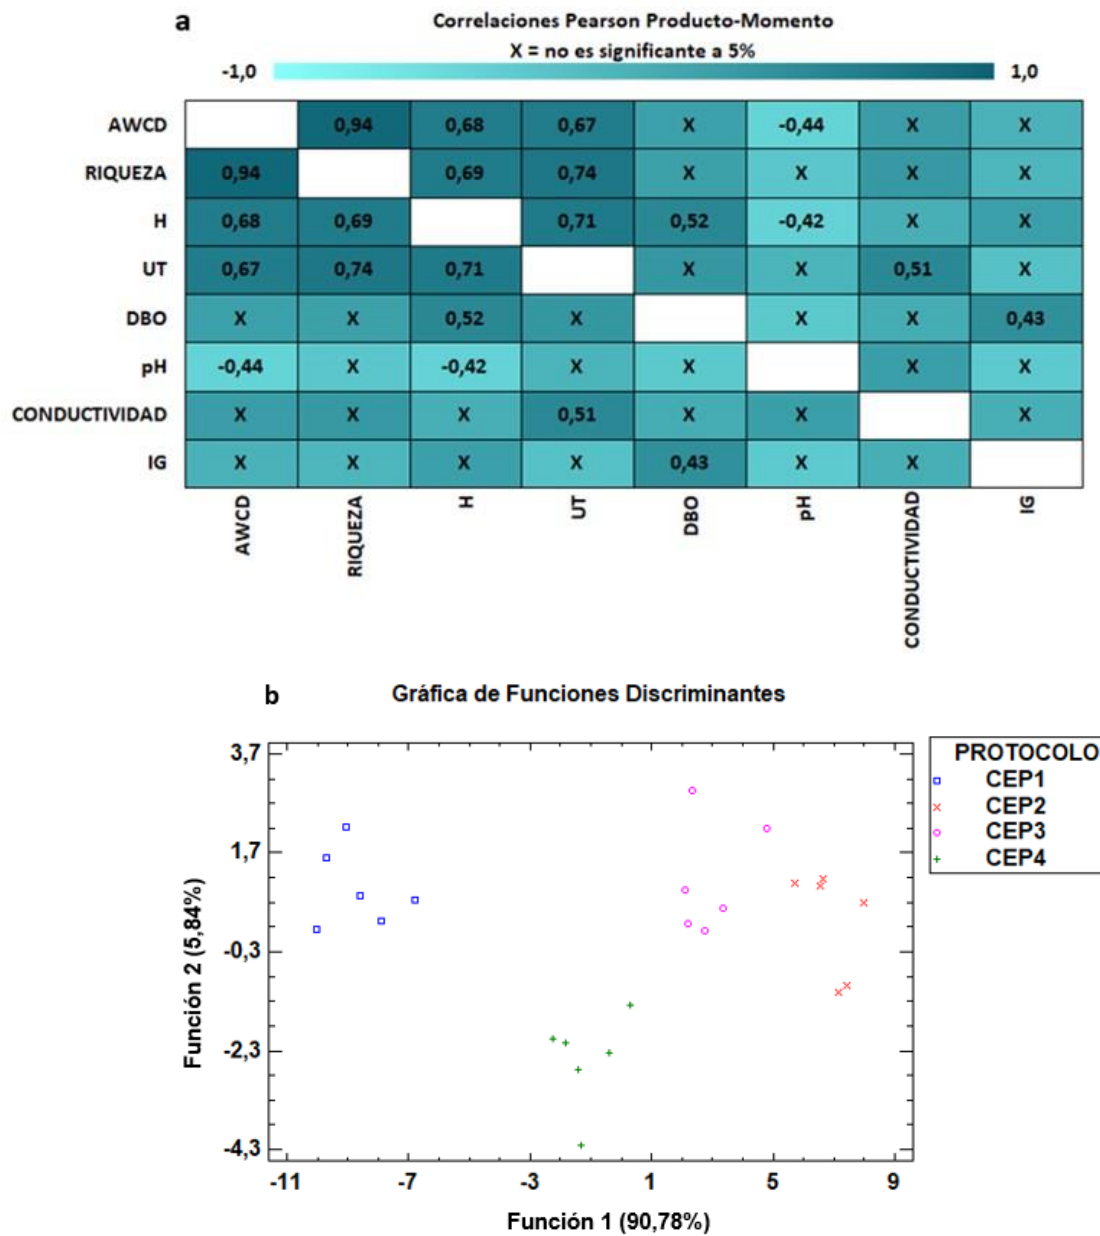 a
Correlaciones Pearson Producto-Momento
X = no es significante a 5%
-1,0 1,0
AWCD 0,94 0,68 0,67 X -0,44 X X
RIQUEZA 0,94 0,69 0,74 X X X X
H 0,68 0,69 0,71 0,52 -0,42 X X
UT 0,67 0,74 0,71 X X 0,51 X
DBO X X 0,52 X X X 0,43
pH -0,44 X -0,42 X X X X
CONDUCTIVIDAD X X X 0,51 X X X
IG X X X X 0,43 X X
AWCD RIQUEZA H UT DBO pH CONDUCTIVIDAD IG
b Gráfica de Funciones Discriminantes
PROTOCOLO
CEP1
CEP2
CEP3
CEP4
3,7
1,7
-0,3
-2,3
-4,3
Función 2 (5,84%)
-11 -7 -3 1 5 9
Función 1 (90,78%)